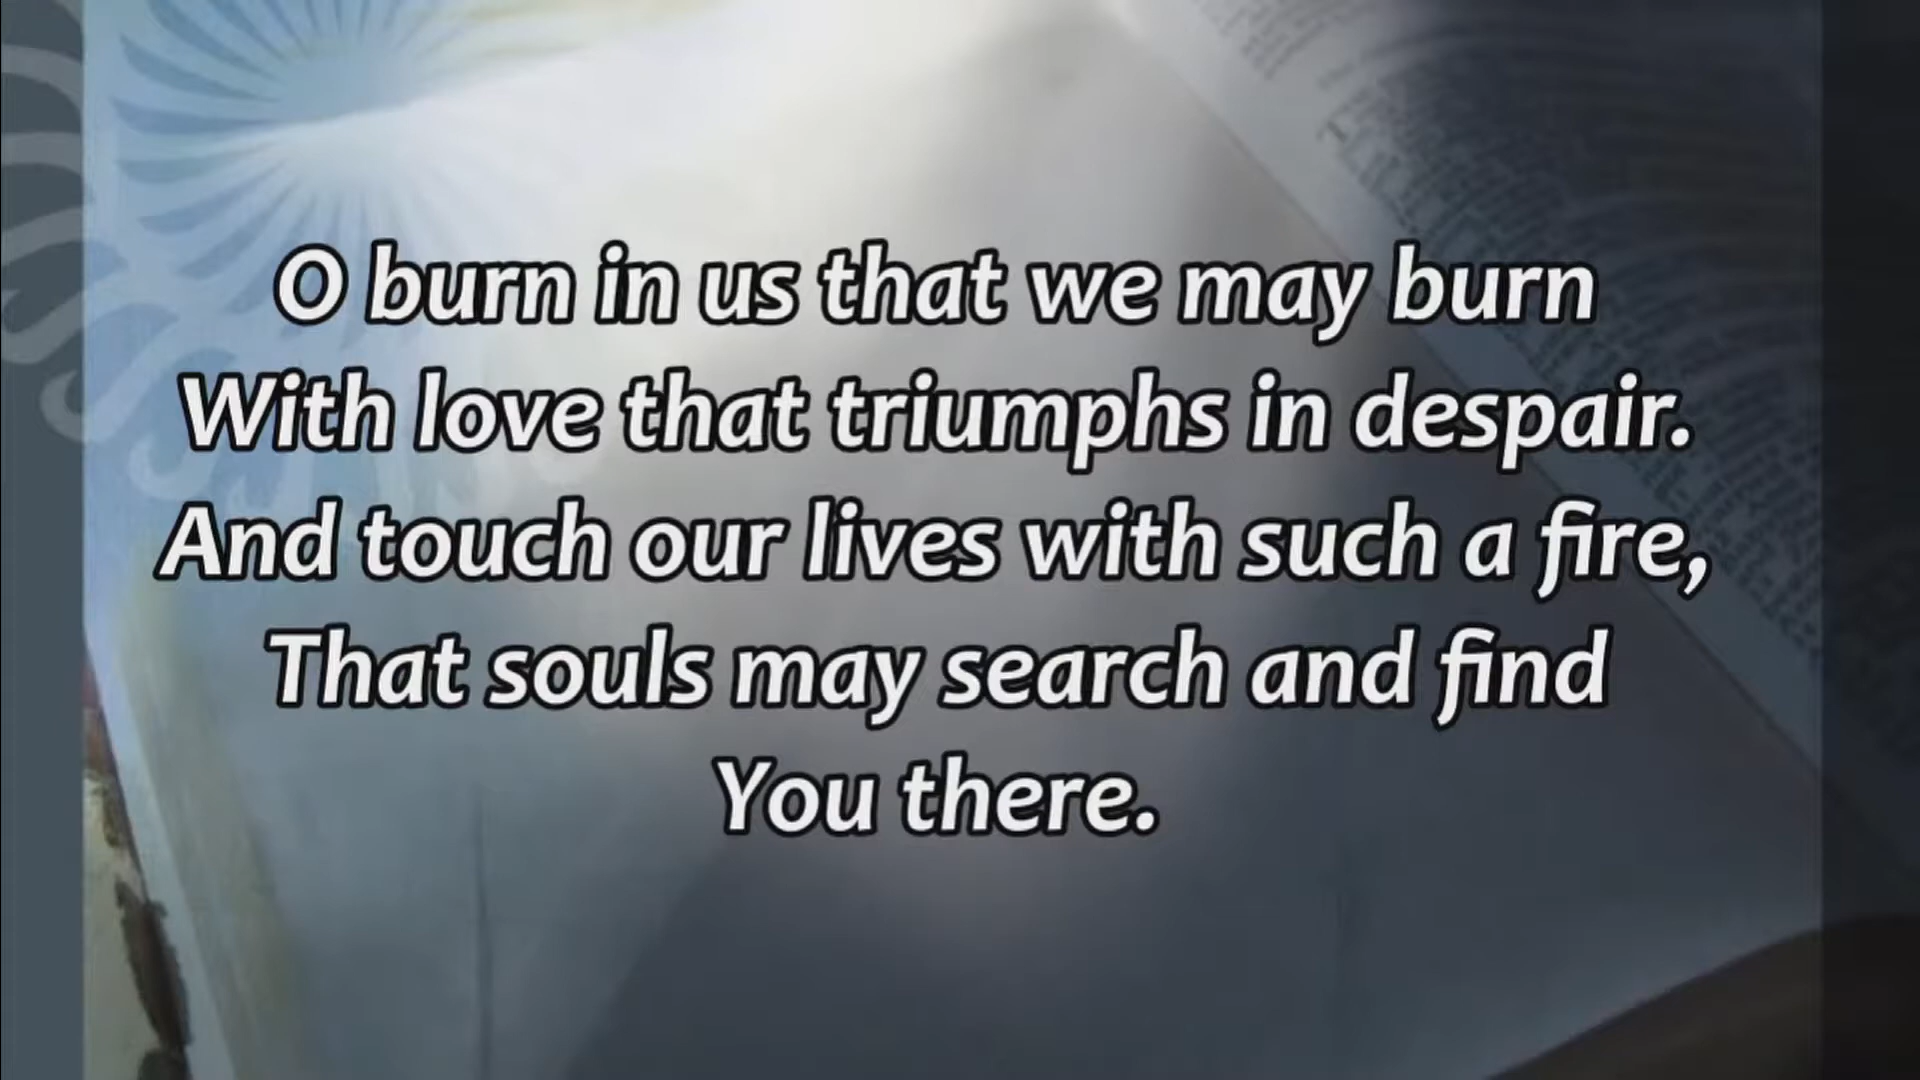 O burn in us that we may burn
With love that triumphs in despair.
And touch our lives with such a fire,
That souls may search and find
You there.